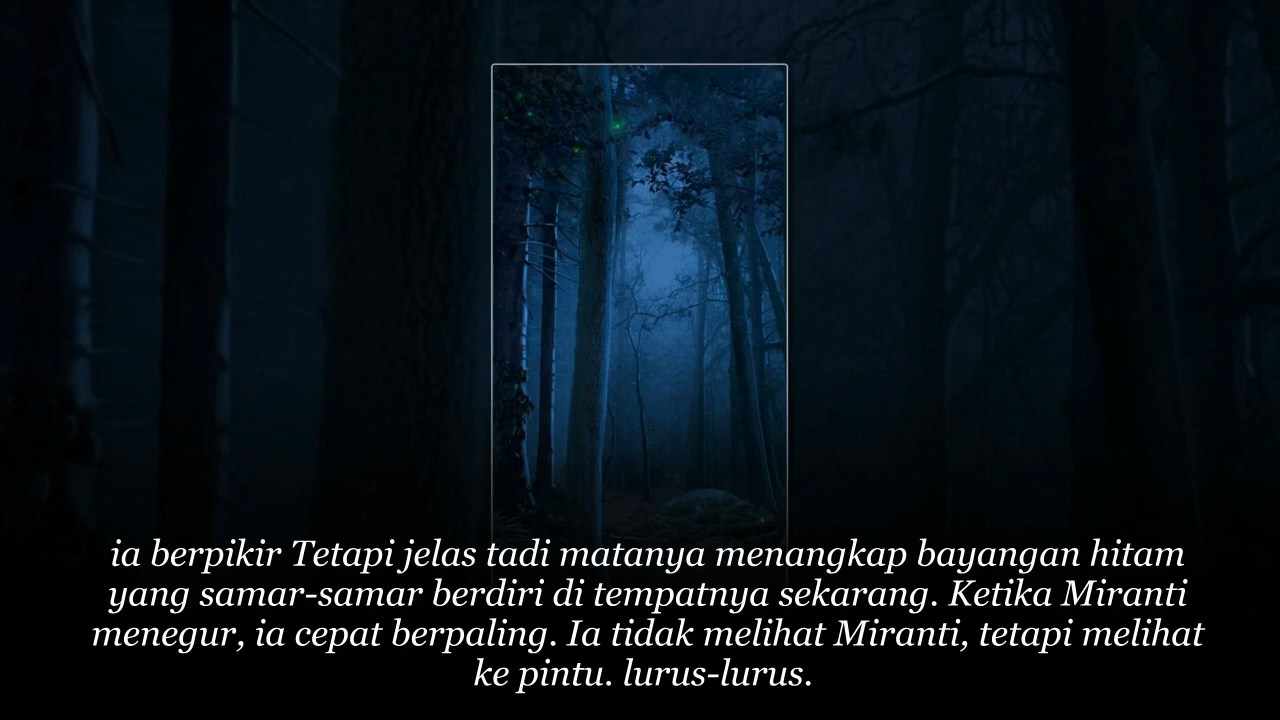 ia berpikir Tetapi jelas tadi matanya menangkap bayangan hitam
yang samar-samar berdiri di tempatnya sekarang. Ketika Miranti
menegur, ia cepat berpaling. Ia tidak melihat Miranti, tetapi melihat
ke pintu. lurus-lurus.